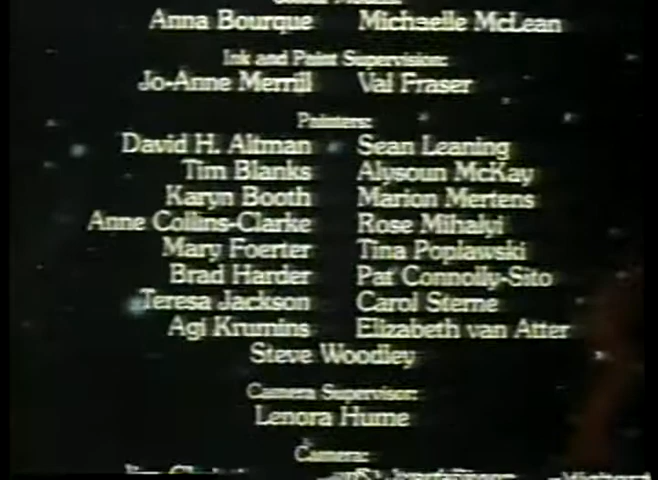 Anna Bourque Michaelle McLean
Ink and Paint Supervision:
Jo-Anne Merrill Val Fraser
Painters:
David H. Altman Sean Leaning
Tim Blanks Alysoun McKay
Karyn Booth Marion Mertens
Anne Collins-Clarke Rose Mihalyi
Mary Foerter Tina Poplawski
Brad Harder Pat Connolly-Sito
Teresa Jackson Carol Sterne
Agi Krumins Elizabeth van Atter
Steve Woodley
Camera Supervisor:
Lenora Hume
Camera: